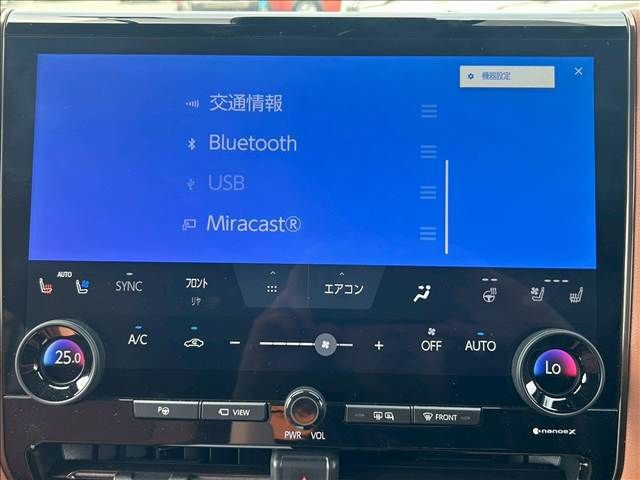 機器設定
交通情報
Bluetooth
USB
Miracast®
AUTO
SYNC
フロント
リヤ
エアコン
A/C
OFF
AUTO
25.0
Lo
P
VIEW
FRONT
PWR VOL
nanoeX